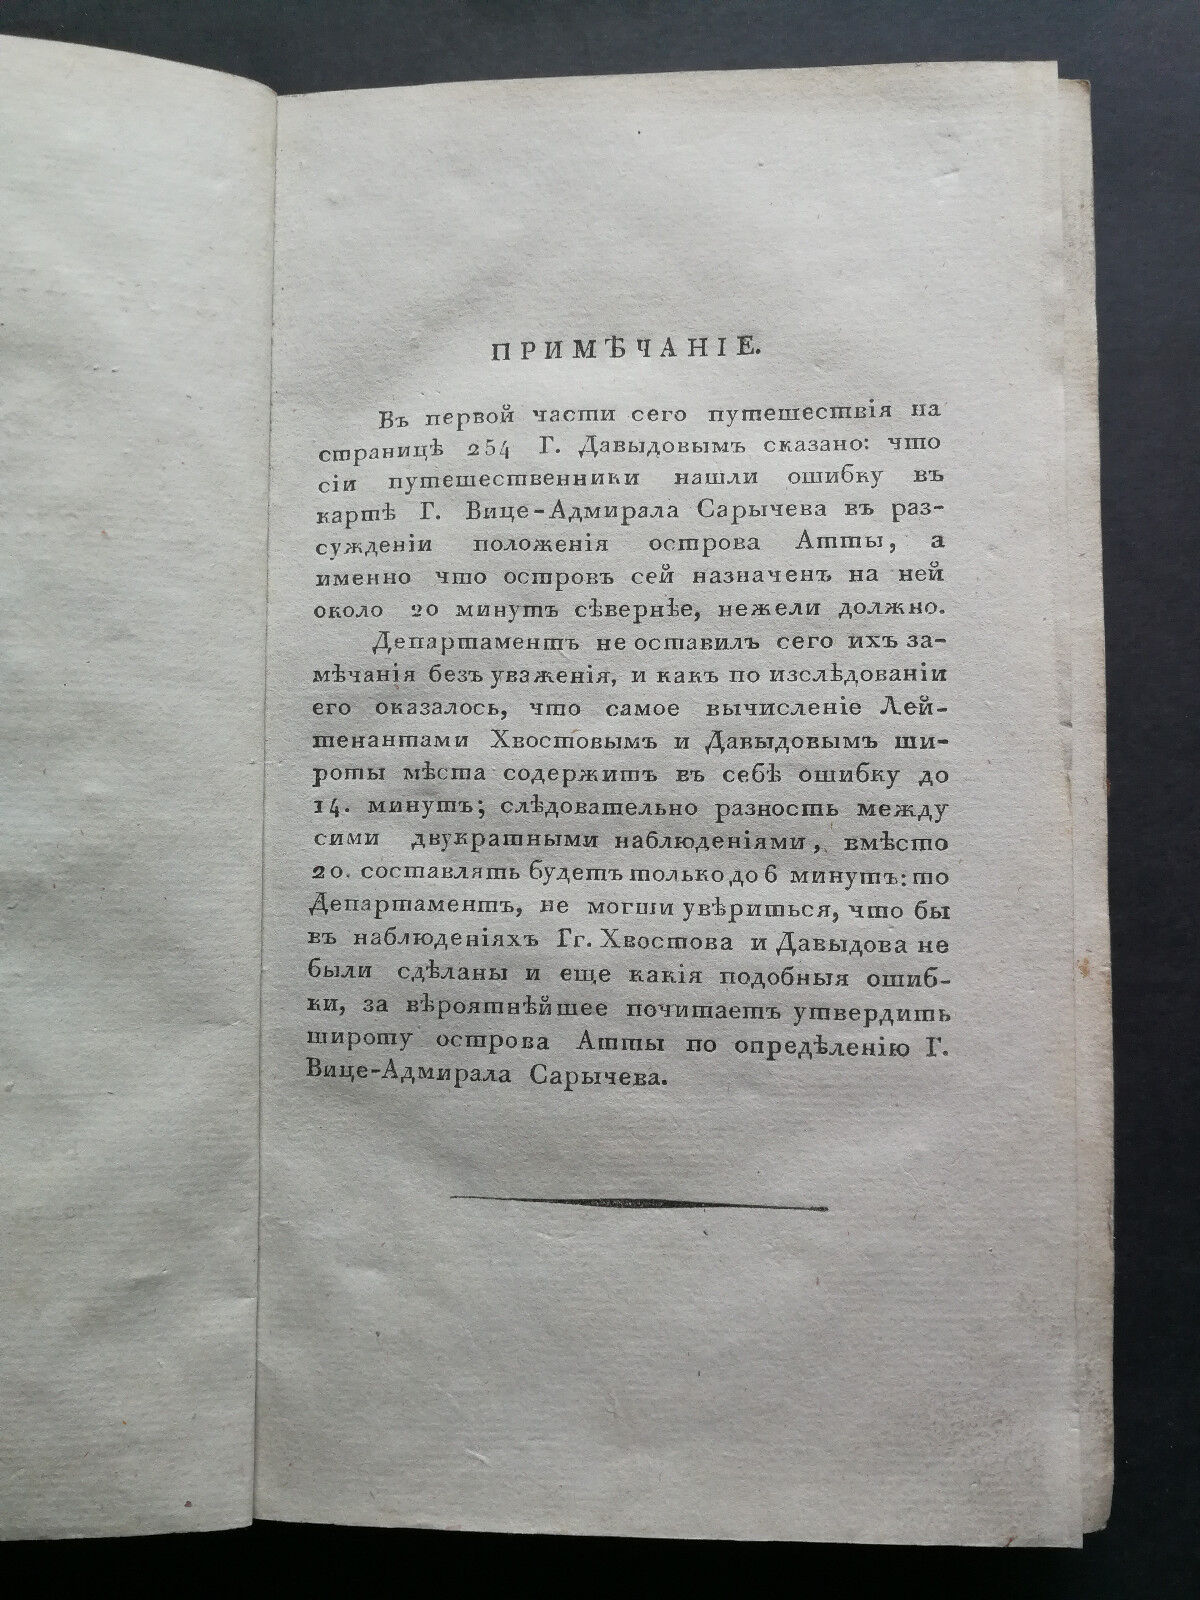 ПРИМѢЧАНІЕ.
Въ первой части сего путешествія на
страницѣ 254 Г. Давыдовымъ сказано: что
сіи путешественники нашли ошибку въ
картѣ Г. Вице-Адмирала Сарычева въ раз-
сужденіи положенія острова Атты, а
именно что островъ сей назначенъ на ней
около 20 минутъ сѣвернѣе, нежели должно.
Департаментъ не оставилъ сего ихъ за-
мѣчанія безъ уваженія, и какъ по изслѣдованіи
его оказалось, что самое вычисленіе Лей-
тенантами Хвостовымъ и Давыдовымъ ши-
роты мѣста содержитъ въ себѣ ошибку до
14. минутъ; слѣдовательно разность между
сими двукратными наблюденіями, вмѣсто
20. составлять будетъ только до 6 минутъ: то
Департаментъ, не могши увѣриться, что бы
въ наблюденіяхъ Гг. Хвостова и Давыдова не
были сдѣланы и еще какія подобныя ошиб-
ки, за вѣроятнѣйшее почитаетъ утвердить
широту острова Атты по опредѣленію Г.
Вице-Адмирала Сарычева.